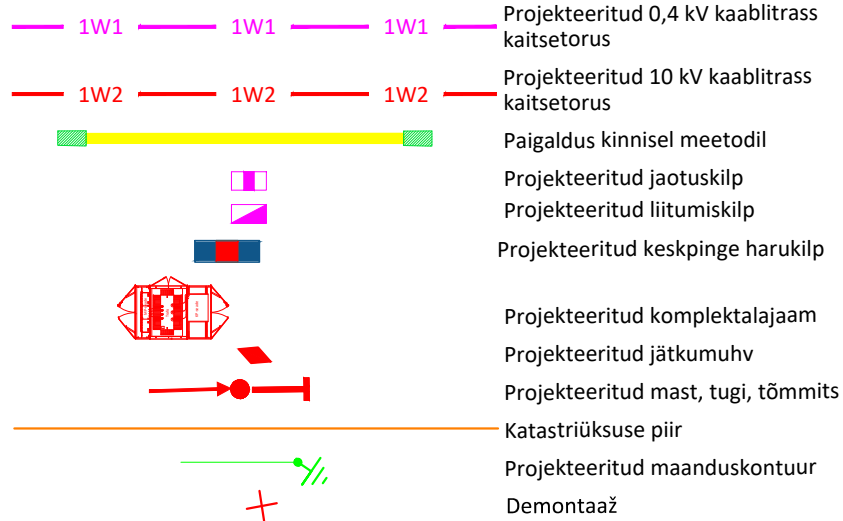 1W1 1W1 1W1 Projekteeritud 0,4 kV kaablitrass
kaitsetorus
1W2 1W2 1W2 Projekteeritud 10 kV kaablitrass
kaitsetorus
Paigaldus kinnisel meetodil
Projekteeritud jaotuskilp
Projekteeritud liitumiskilp
Projekteeritud keskpinge harukilp
Projekteeritud komplektalajaam
Projekteeritud jätkumuhv
Projekteeritud mast, tugi, tõmmits
Katastriüksuse piir
Projekteeritud maanduskontuur
Demontaaž